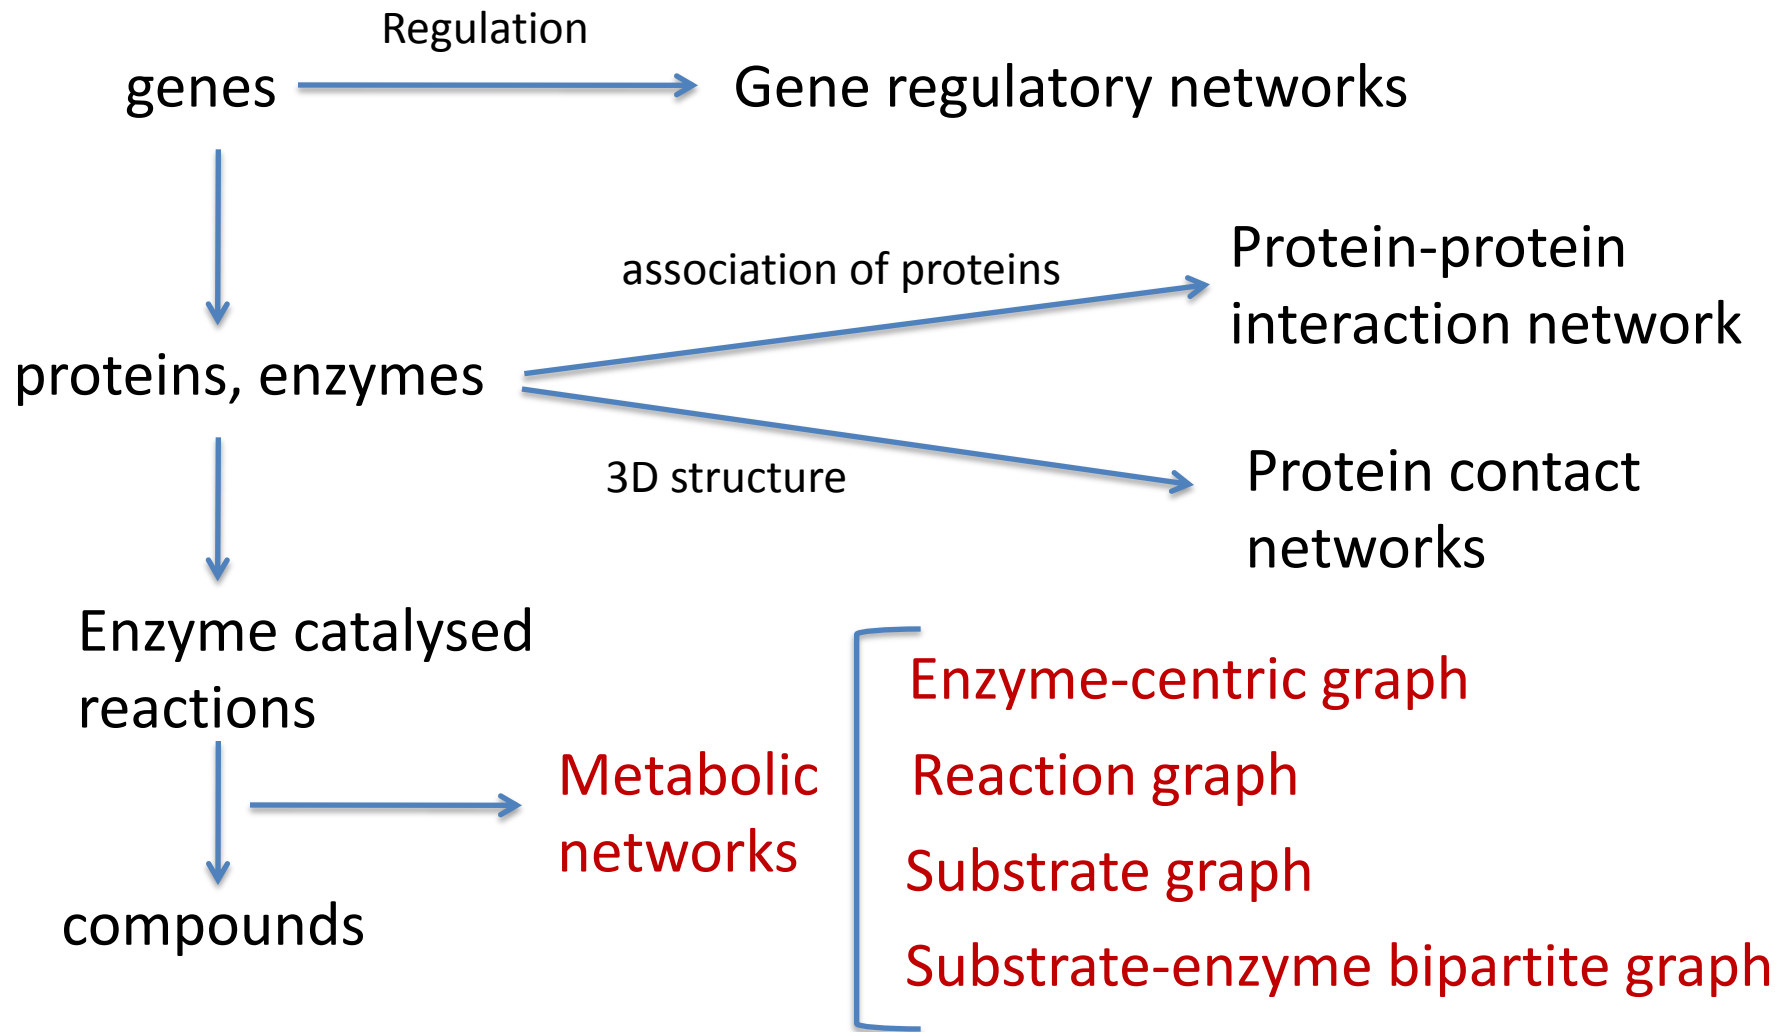 Regulation
genes
Gene regulatory networks
association of proteins
Protein-protein
interaction network
proteins, enzymes
3D structure
Protein contact
networks
Enzyme catalysed
reactions
Metabolic
networks
Enzyme-centric graph
Reaction graph
Substrate graph
Substrate-enzyme bipartite graph
compounds